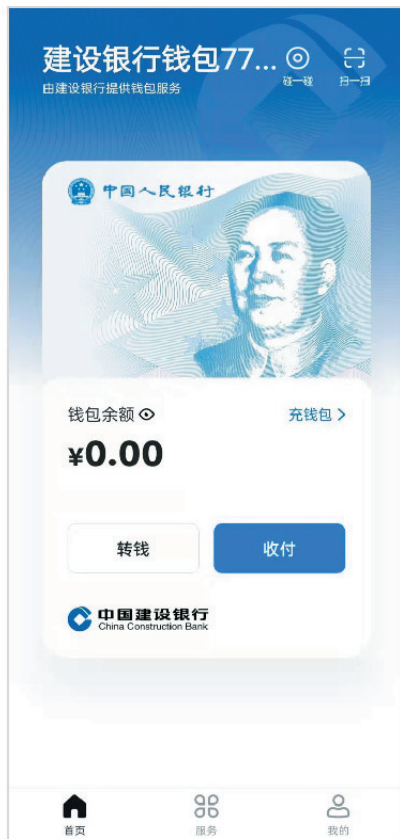 建设银行钱包77...
碰一碰
扫一扫
由建设银行提供钱包服务
中国人民银行
钱包余额
充钱包
¥0.00
转钱
收付
中国建设银行
China Construction Bank
首页
服务
我的